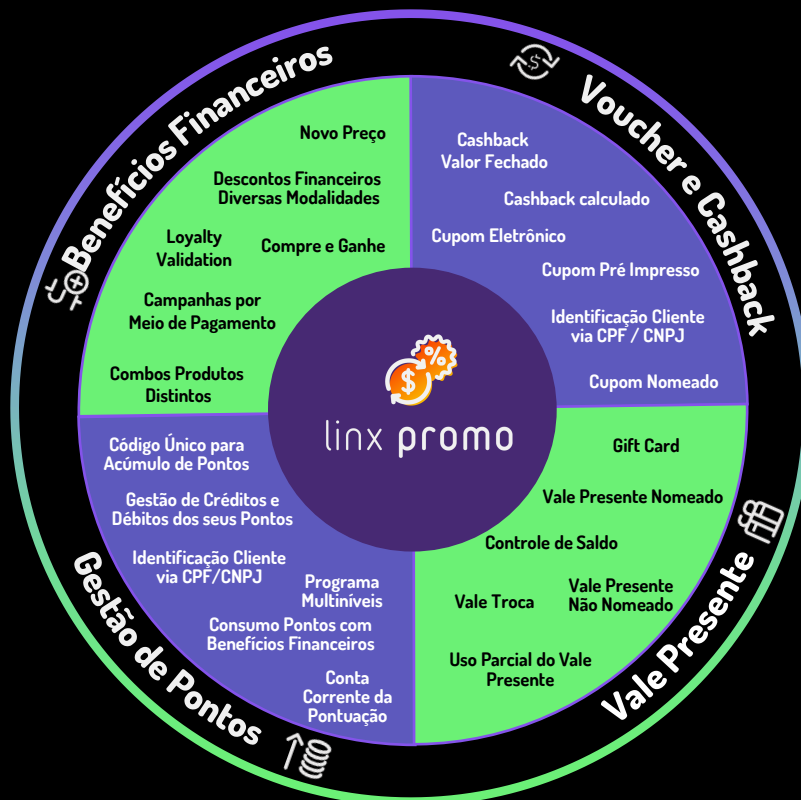 Benefícios Financeiros
Novo Preço
Descontos Financeiros
Diversas Modalidades
Loyalty
Validation
Compre e Ganhe
Campanhas por
Meio de Pagamento
Combos Produtos
Distintos
Voucher e Cashback
$
Cashback
Valor Fechado
Cashback calculado
Cupom Eletrônico
Cupom Pré Impresso
Identificação Cliente
via CPF / CNPJ
Cupom Nomeado
%
$
linx promo
Gestão de Pontos
Código Único para
Acúmulo de Pontos
Gestão de Créditos e
Débitos dos seus Pontos
Identificação Cliente
via CPF/CNPJ
Programa
Multiníveis
Consumo Pontos com
Benefícios Financeiros
Conta
Corrente da
Pontuação
Vale Presente
Gift Card
Vale Presente Nomeado
Controle de Saldo
Vale Troca
Vale Presente
Não Nomeado
Uso Parcial do Vale
Presente